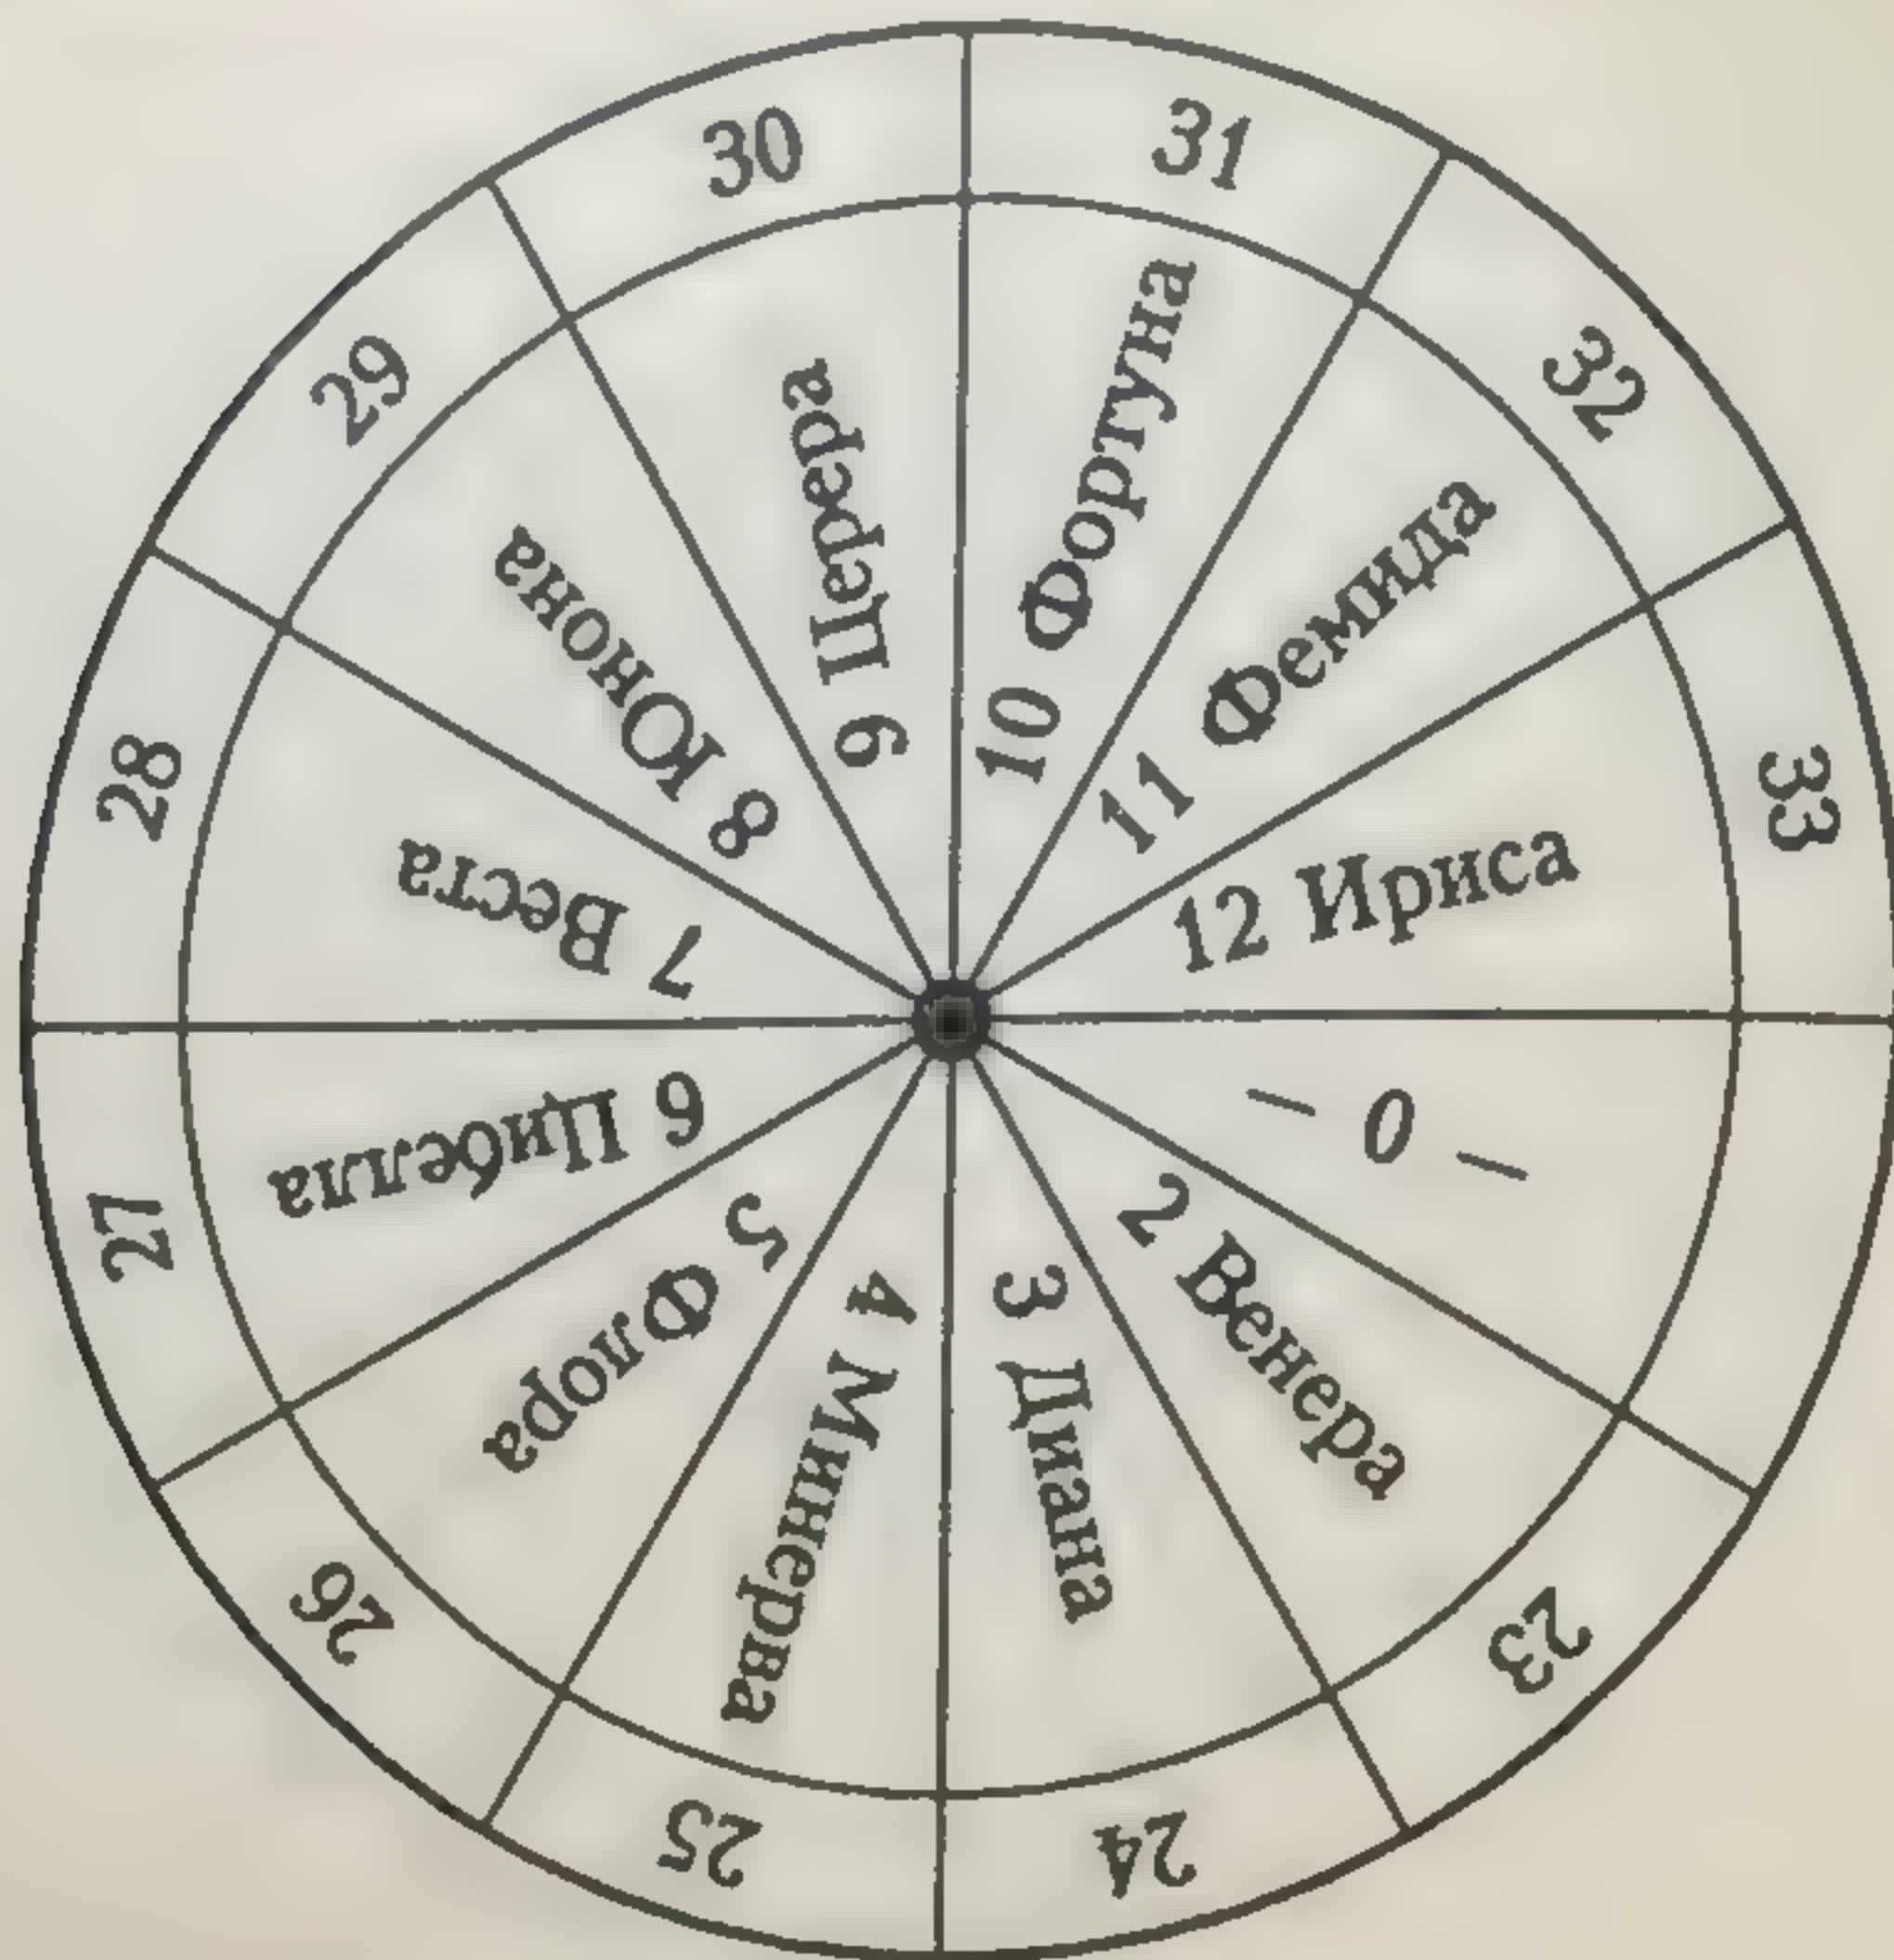 30
31
32
33
23
24
25
26
27
28
29
– 0 –
2 Венера
3 Диана
4 Минерва
5 Флора
6 Цибелла
7 Веста
8 Юнона
9 Церера
10 Фортуна
11 Фемида
12 Ириса